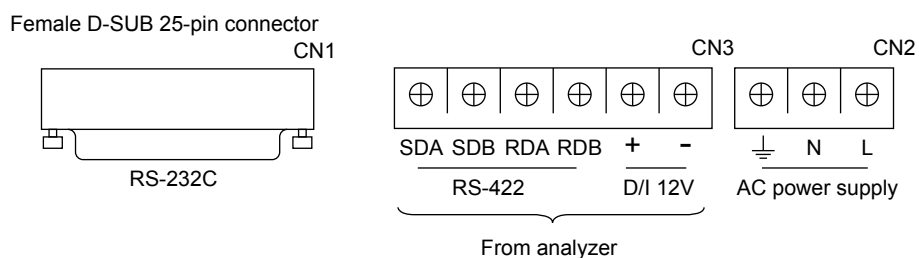 Female D-SUB 25-pin connector
CN1
CN3
CN2
SDA SDB RDA RDB + -
N L
RS-232C
RS-422
D/I 12V
AC power supply
From analyzer